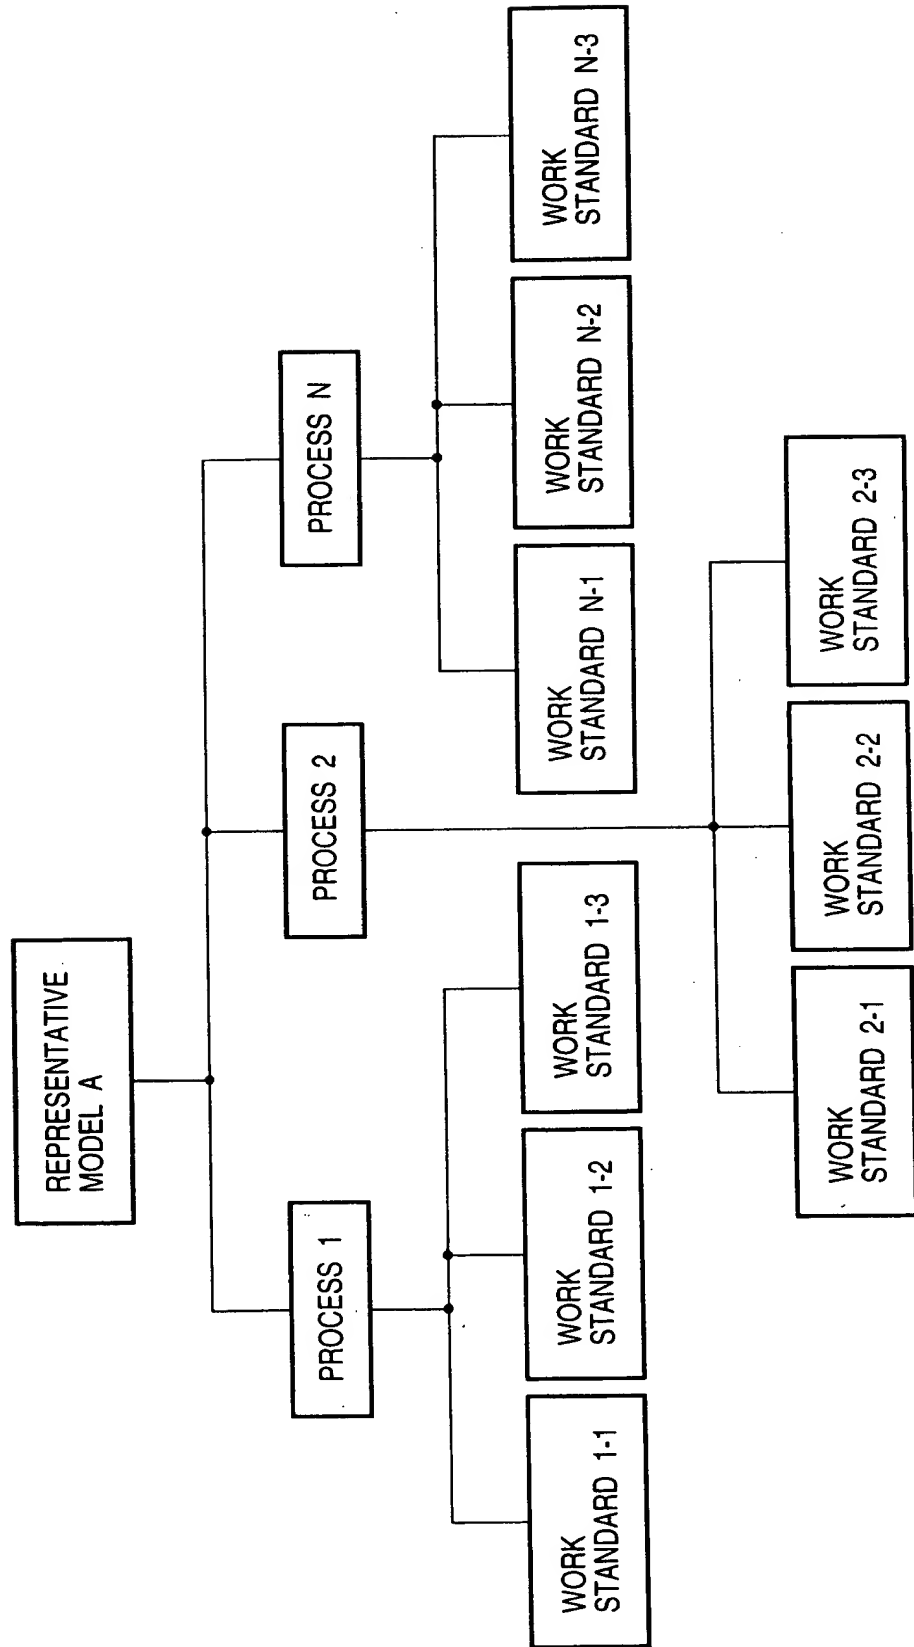 REPRESENTATIVE
MODEL A
PROCESS 1
PROCESS 2
PROCESS N
WORK
STANDARD 1-1
WORK
STANDARD 1-2
WORK
STANDARD 1-3
WORK
STANDARD N-1
WORK
STANDARD N-2
WORK
STANDARD N-3
WORK
STANDARD 2-1
WORK
STANDARD 2-2
WORK
STANDARD 2-3